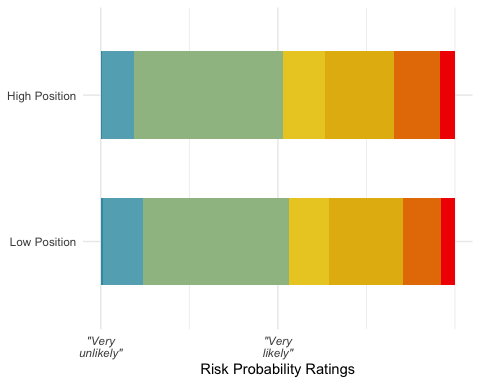 High Position
Low Position
"Very
unlikely"
"Very
likely"
Risk Probability Ratings